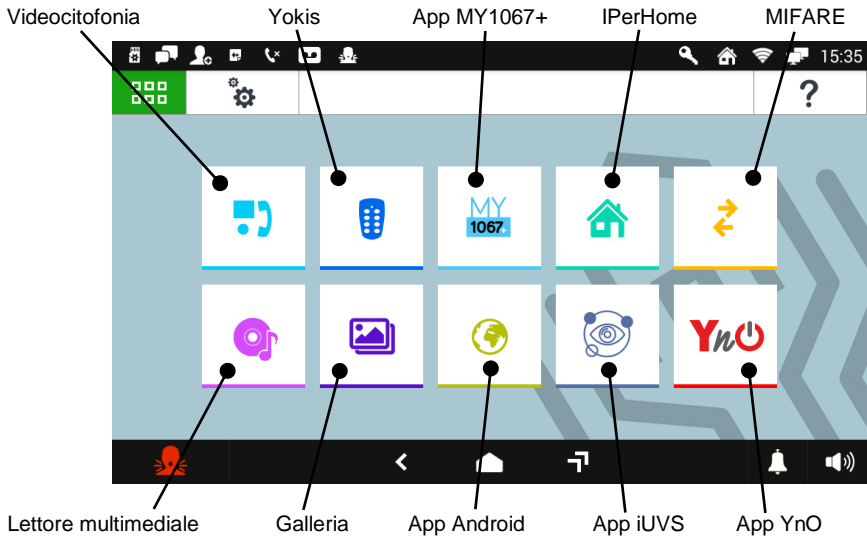 Videocitofonia Yokis App MY1067+ IPerHome MIFARE
15:35
?
MY
1067+
YnO
Lettore multimediale Galleria App Android App iUVS App YnO